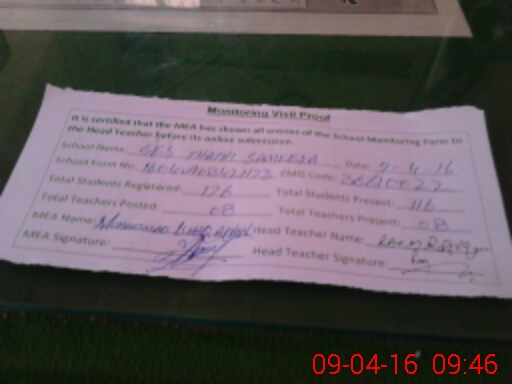 Monitoring Visit Proof
It is certified that the MEA has shown all entries of the School Monitoring Form to
the Head Teacher before its online submission.
School Name: GES Date: 9-4-16
School Form No: EMIS Code:
Total Students Registered: 176 Total Students Present: 116
Total Teachers Posted: 08 Total Teachers Present: 08
MEA Name: Muhammad Head Teacher Name:
MEA Signature: Head Teacher Signature:
09-04-16 09:46